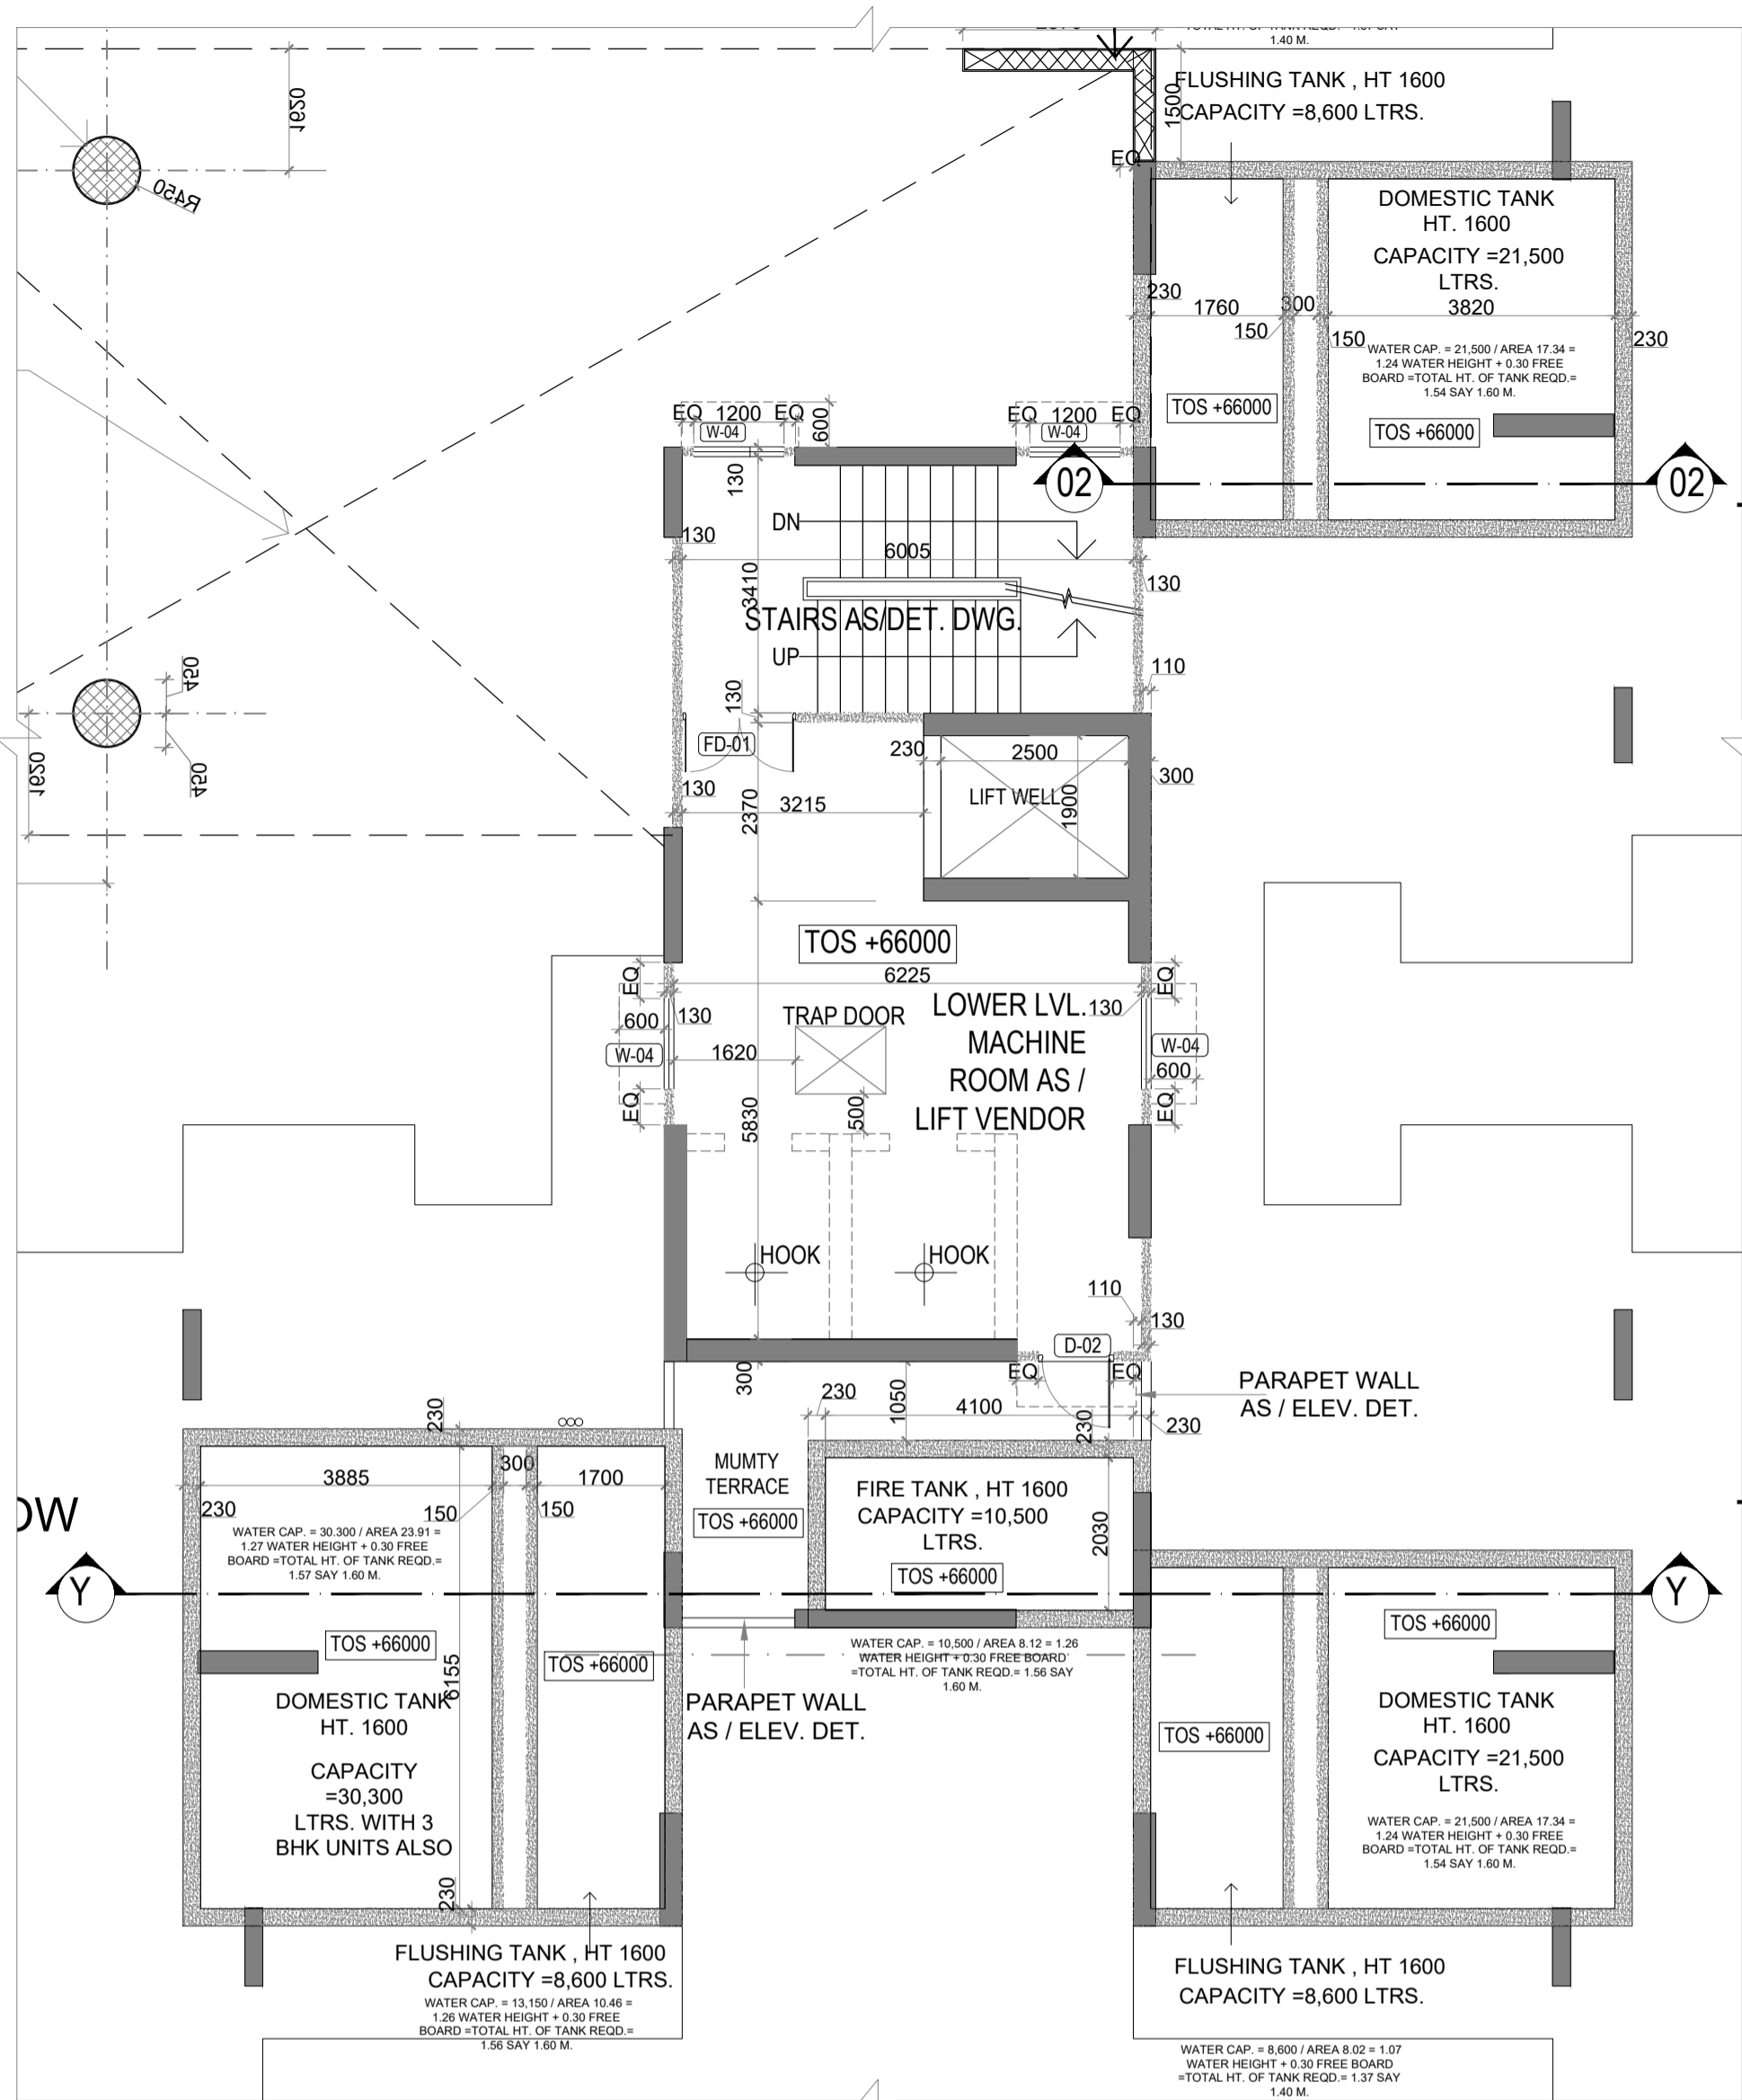 1.40 M.
FLUSHING TANK , HT 1600
CAPACITY =8,600 LTRS.
1620
R450
1500
EQ
DOMESTIC TANK
HT. 1600
CAPACITY =21,500
LTRS.
230
1760
300
3820
150
150
230
WATER CAP. = 21,500 / AREA 17.34 =
1.24 WATER HEIGHT + 0.30 FREE
BOARD =TOTAL HT. OF TANK REQD.=
1.54 SAY 1.60 M.
TOS +66000
TOS +66000
EQ 1200 EQ
W-04
600
EQ 1200 EQ
W-04
02
02
130
DN
130
6005
130
3410
STAIRS AS/DET. DWG.
UP
110
450
130
FD-01
230
2500
300
1620
450
130
3215
2370
LIFT WELL
1900
TOS +66000
6225
EQ
EQ
LOWER LVL.
MACHINE
ROOM AS /
LIFT VENDOR
130
TRAP DOOR
600
130
W-04
1620
W-04
600
EQ
5830
500
EQ
HOOK
HOOK
110
130
D-02
300
EQ
EQ
PARAPET WALL
AS / ELEV. DET.
230
1050
4100
230
230
230
MUMTY
TERRACE
TOS +66000
FIRE TANK , HT 1600
CAPACITY =10,500
LTRS.
TOS +66000
2030
3885
300
1700
230
150
150
OW
WATER CAP. = 30.300 / AREA 23.91 =
1.27 WATER HEIGHT + 0.30 FREE
BOARD =TOTAL HT. OF TANK REQD.=
1.57 SAY 1.60 M.
Y
Y
TOS +66000
TOS +66000
6155
TOS +66000
WATER CAP. = 10,500 / AREA 8.12 = 1.26
WATER HEIGHT + 0.30 FREE BOARD
=TOTAL HT. OF TANK REQD.= 1.56 SAY
1.60 M.
DOMESTIC TANK
HT. 1600
CAPACITY
=30,300
LTRS. WITH 3
BHK UNITS ALSO
PARAPET WALL
AS / ELEV. DET.
TOS +66000
DOMESTIC TANK
HT. 1600
CAPACITY =21,500
LTRS.
WATER CAP. = 21,500 / AREA 17.34 =
1.24 WATER HEIGHT + 0.30 FREE
BOARD =TOTAL HT. OF TANK REQD.=
1.54 SAY 1.60 M.
230
FLUSHING TANK , HT 1600
CAPACITY =8,600 LTRS.
WATER CAP. = 13,150 / AREA 10.46 =
1.26 WATER HEIGHT + 0.30 FREE
BOARD =TOTAL HT. OF TANK REQD.=
1.56 SAY 1.60 M.
FLUSHING TANK , HT 1600
CAPACITY =8,600 LTRS.
WATER CAP. = 8,600 / AREA 8.02 = 1.07
WATER HEIGHT + 0.30 FREE BOARD
=TOTAL HT. OF TANK REQD.= 1.37 SAY
1.40 M.